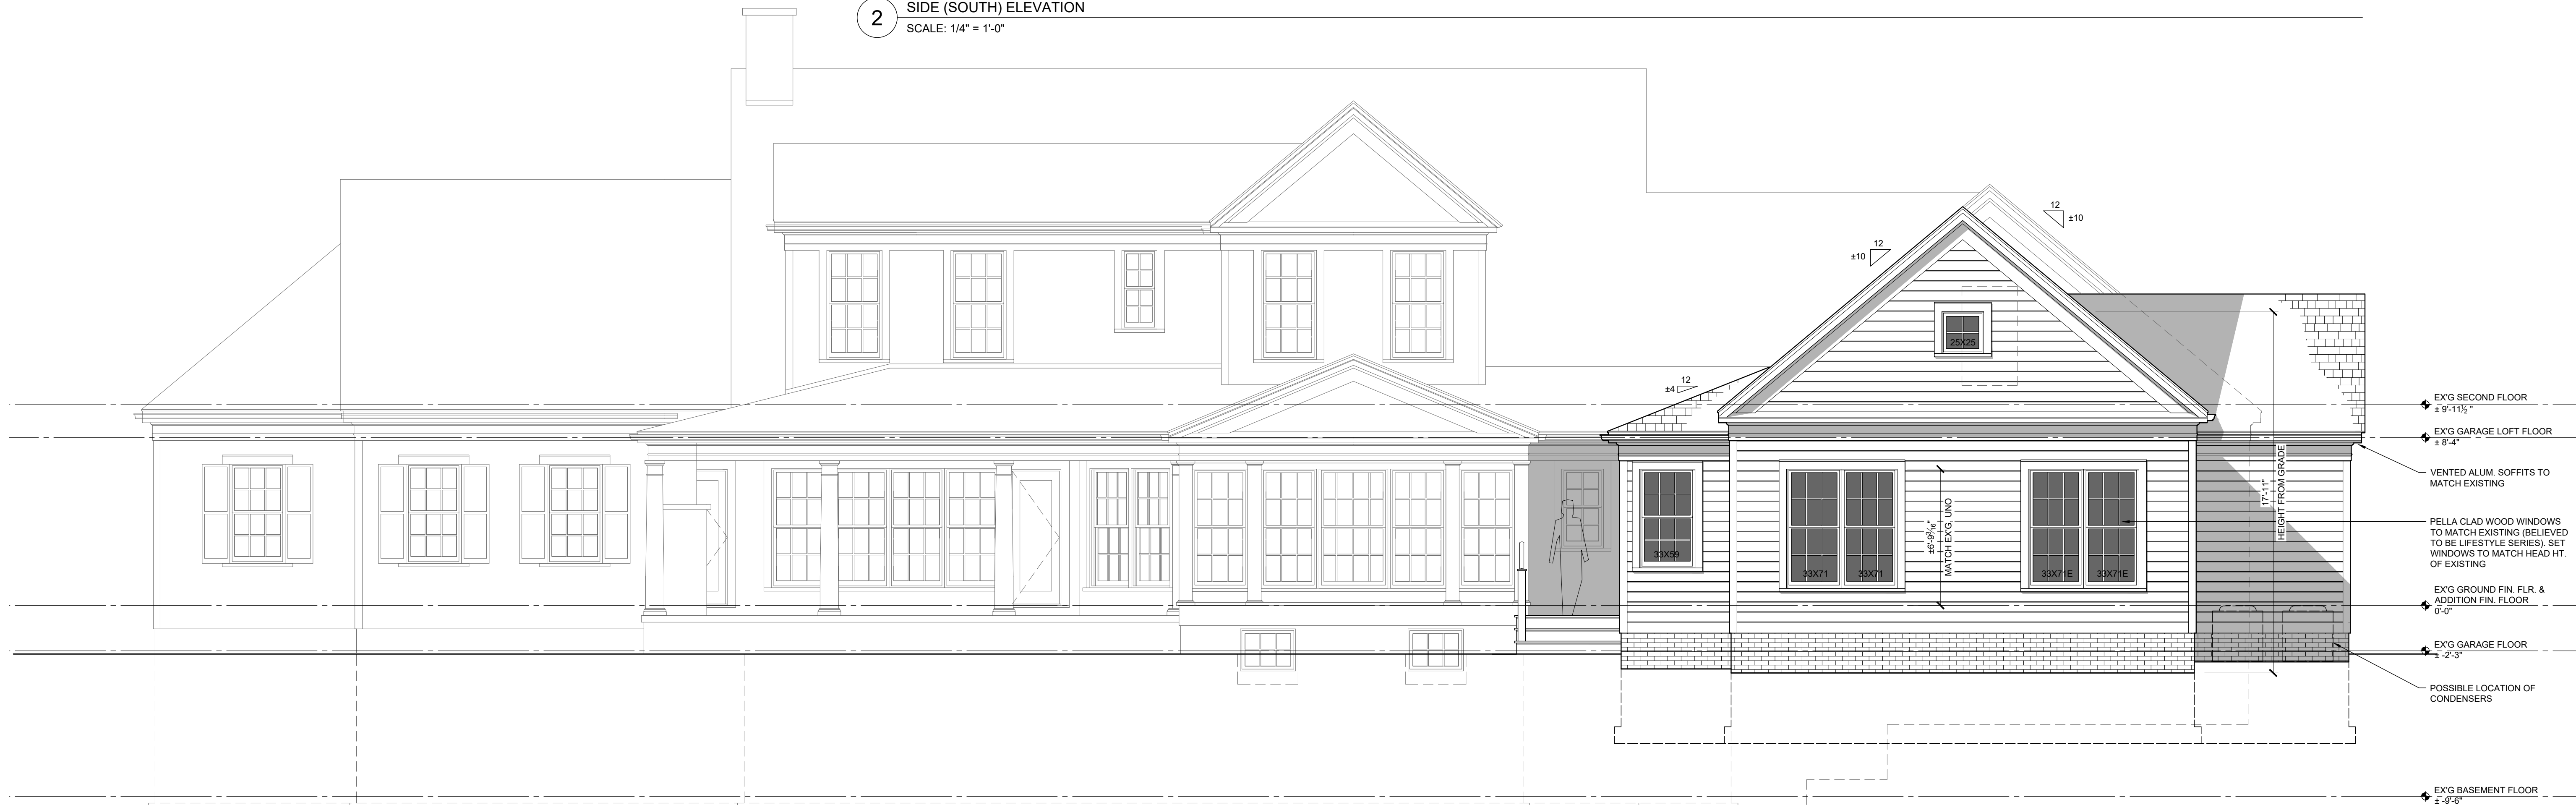 2
SIDE (SOUTH) ELEVATION
SCALE: 1/4" = 1'-0"
12
±10
12
±10
12
±4
25X25
33X59
33X71
33X71
33X71E
33X71E
±6'-9 3/16"
MATCH EX'G. UNO
17'-11"
HEIGHT FROM GRADE
EX'G SECOND FLOOR
± 9'-11½ "
EX'G GARAGE LOFT FLOOR
± 8'-4"
VENTED ALUM. SOFFITS TO
MATCH EXISTING
PELLA CLAD WOOD WINDOWS
TO MATCH EXISTING (BELIEVED
TO BE LIFESTYLE SERIES). SET
WINDOWS TO MATCH HEAD HT.
OF EXISTING
EX'G GROUND FIN. FLR. &
ADDITION FIN. FLOOR
0'-0"
EX'G GARAGE FLOOR
± -2'-3"
POSSIBLE LOCATION OF
CONDENSERS
EX'G BASEMENT FLOOR
± -9'-6"